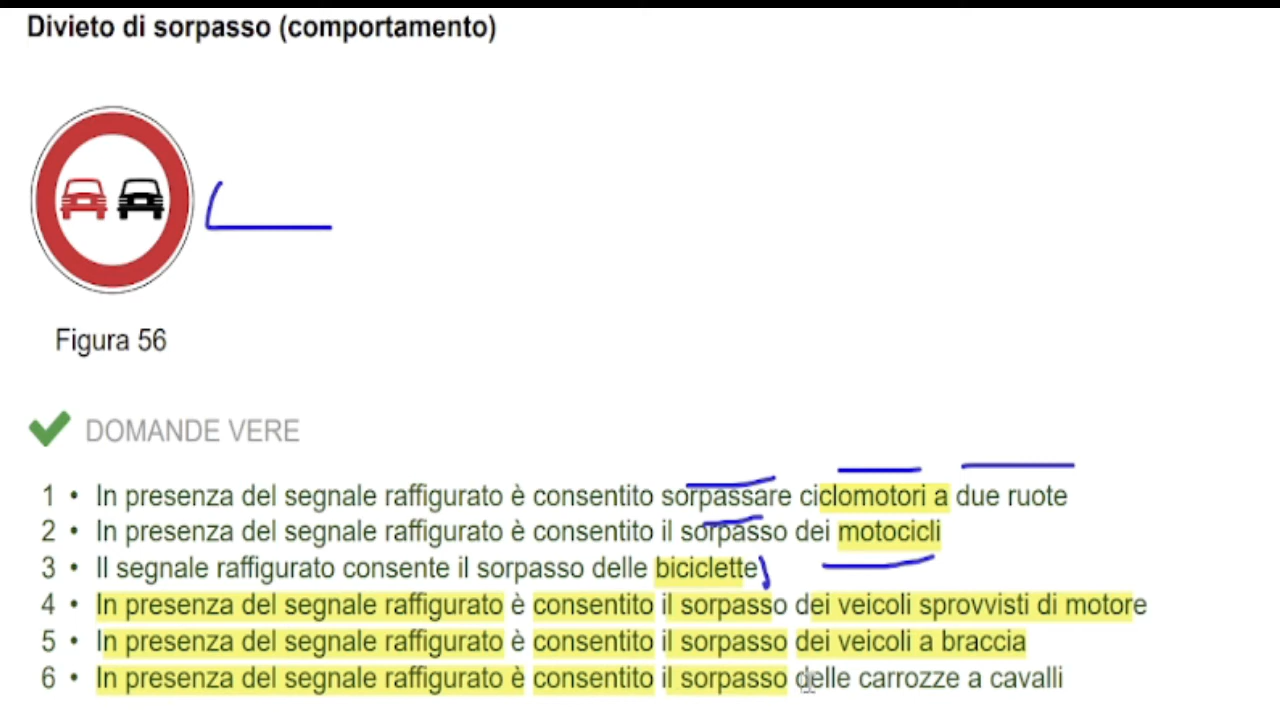 Divieto di sorpasso (comportamento)
Figura 56
DOMANDE VERE
1 • In presenza del segnale raffigurato è consentito sorpassare ciclomotori a due ruote
2 • In presenza del segnale raffigurato è consentito il sorpasso dei motocicli
3 • Il segnale raffigurato consente il sorpasso delle biciclette
4 • In presenza del segnale raffigurato è consentito il sorpasso dei veicoli sprovvisti di motore
5 • In presenza del segnale raffigurato è consentito il sorpasso dei veicoli a braccia
6 • In presenza del segnale raffigurato è consentito il sorpasso delle carrozze a cavalli